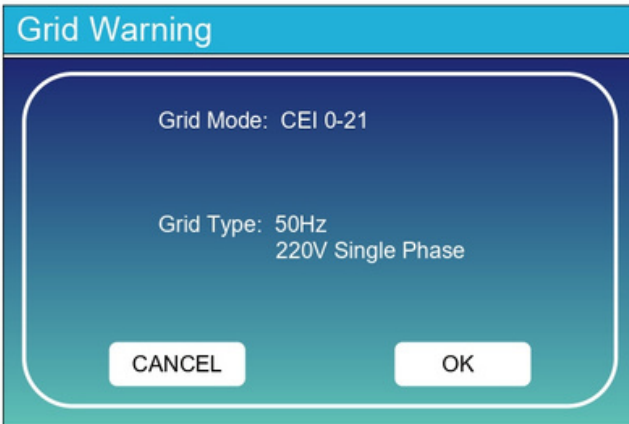 Grid Warning
Grid Mode: CEI 0-21
Grid Type: 50Hz
220V Single Phase
CANCEL
OK